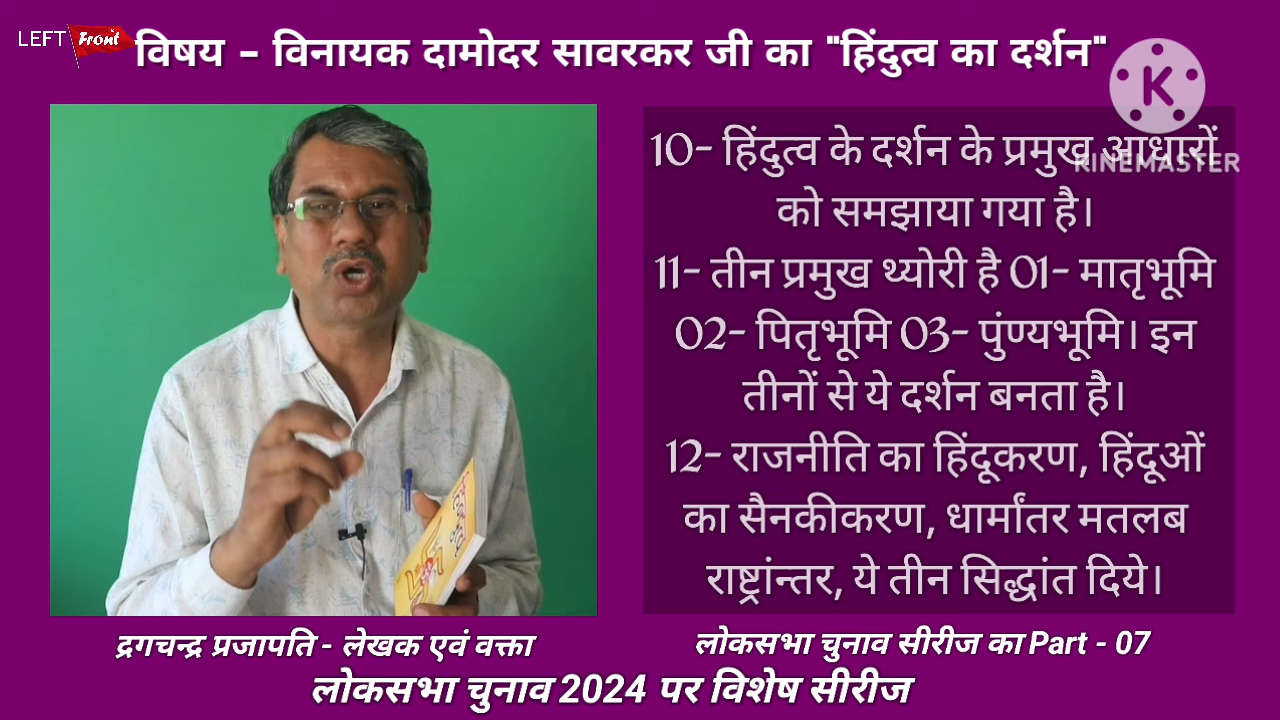 LEFT Front
विषय – विनायक दामोदर सावरकर जी का "हिंदुत्व का दर्शन"
K
KINEMASTER
10- हिंदुत्व के दर्शन के प्रमुख आधारों
को समझाया गया है।
11- तीन प्रमुख थ्योरी है 01- मातृभूमि
02- पितृभूमि 03- पुंण्यभूमि। इन
तीनों से ये दर्शन बनता है।
12- राजनीति का हिंदूकरण, हिंदूओं
का सैनकीकरण, धार्मांतर मतलब
राष्ट्रांन्तर, ये तीन सिद्धांत दिये।
द्रगचन्द्र प्रजापति - लेखक एवं वक्ता
लोकसभा चुनाव सीरीज का Part - 07
लोकसभा चुनाव 2024 पर विशेष सीरीज